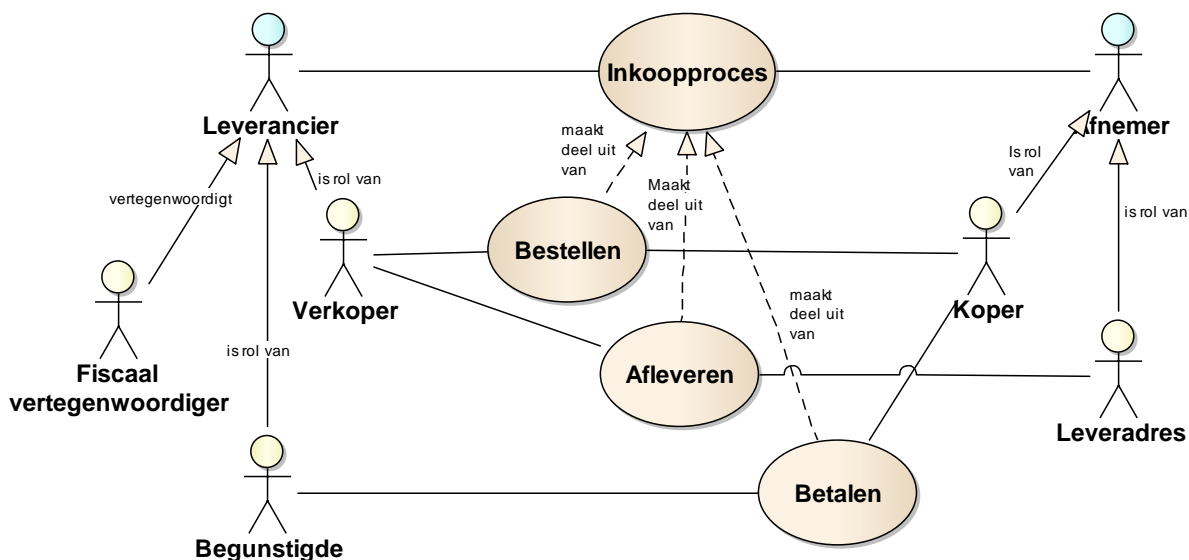 Inkoopproces
Leverancier
fnemer
maakt
deel uit
van
Is rol
van
is rol van
Maakt
deel uit
van
vertegenwoordigt
is rol van
Bestellen
Verkoper
maakt
deel uit
van
Koper
is rol van
Fiscaal
vertegenwoordiger
Afleveren
Leveradres
Betalen
Begunstigde